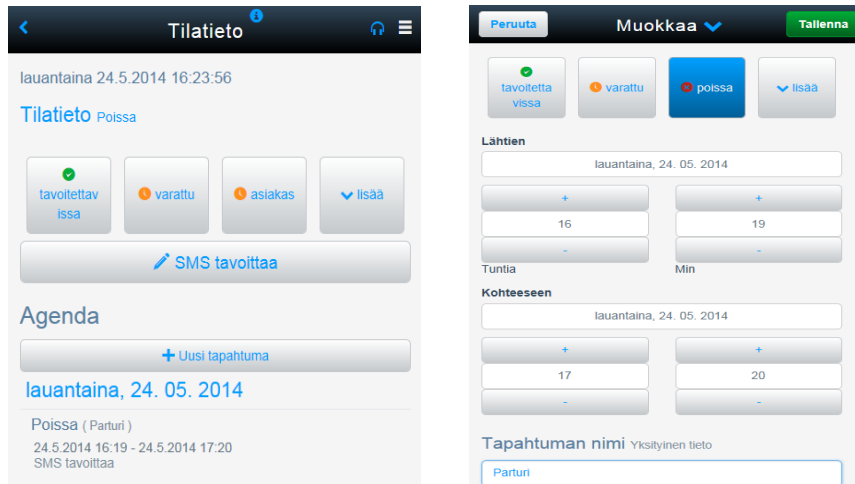 Tilatieto
lauantaina 24.5.2014 16:23:56
Tilatieto Poissa
tavoitettav
issa
varattu
asiakas
lisää
SMS tavoittaa
Agenda
+ Uusi tapahtuma
lauantaina, 24. 05. 2014
Poissa ( Parturi )
24.5.2014 16:19 - 24.5.2014 17:20
SMS tavoittaa
Peruuta
Muokkaa
Tallenna
tavoitetta
vissa
varattu
poissa
lisää
Lähtien
lauantaina, 24. 05. 2014
+ +
16 19
- -
Tuntia Min
Kohteeseen
lauantaina, 24. 05. 2014
+ +
17 20
- -
Tapahtuman nimi Yksityinen tieto
Parturi